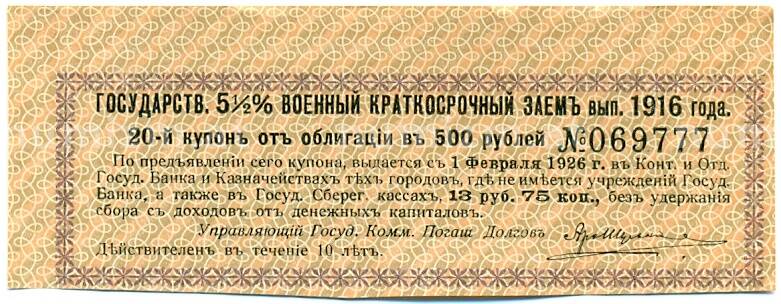 ГОСУДАРСТВ. 5½% ВОЕННЫЙ КРАТКОСРОЧНЫЙ ЗАЕМЪ вып. 1916 года.
20-й купонъ отъ облигаціи въ 500 рублей №069777
По предъявленіи сего купона, выдается съ 1 Февраля 1926 г. въ Конт. и Отд.
Госуд. Банка и Казначействахъ тѣхъ городовъ, гдѣ не имѣется учрежденій Госуд.
Банка, а также въ Госуд. Сберег. кассахъ, 13 руб. 75 коп., безъ удержанія
сбора съ доходовъ отъ денежныхъ капиталовъ.
Управляющій Госуд. Комм. Погаш Долговъ
Дѣйствителенъ въ теченіе 10 лѣтъ.